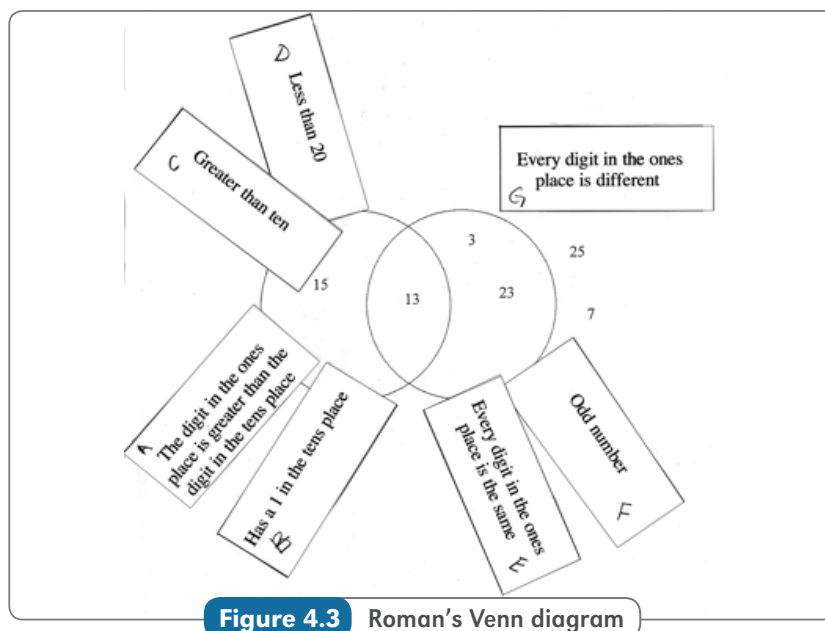 D
Less than 20
C
Greater than ten
Every digit in the ones
place is different
G
3
25
15
13
23
7
A
The digit in the ones
place is greater than the
digit in the tens place
Has a 1 in the tens place
B
Every digit in the ones
place is the same
E
Odd number
F
Figure 4.3 Roman’s Venn diagram